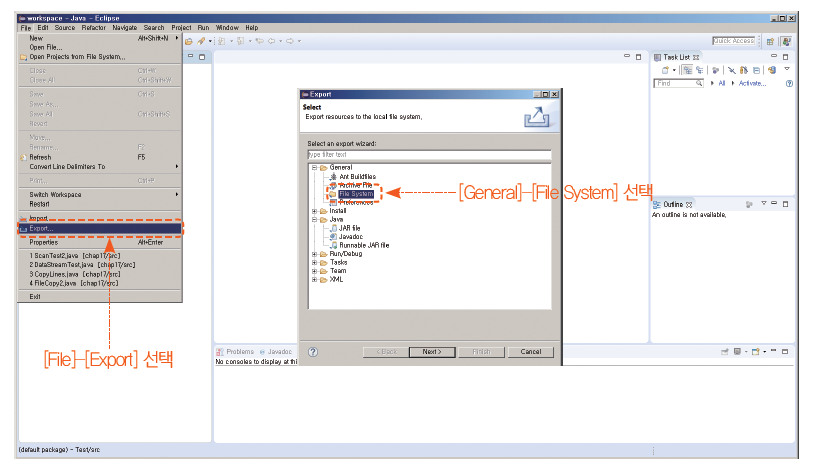 workspace - Java - Eclipse
File Edit Source Refactor Navigate Search Project Run Window Help
New Alt+Shift+N
Open File...
Open Projects from File System...
Close Ctrl+W
Close All Ctrl+Shift+W
Save Ctrl+S
Save As...
Save All Ctrl+Shift+S
Revert
Move...
Rename... F2
Refresh F5
Convert Line Delimiters To
Print... Ctrl+P
Switch Workspace
Restart
Import...
Export...
Properties Alt+Enter
1 ScanTest2.java [chap17/src]
2 DataStreamTest.java [chap17/src]
3 CopyLines.java [chap17/src]
4 FileCopy2.java [chap17/src]
Exit
[File]-[Export] 선택
Export
Select
Export resources to the local file system.
Select an export wizard:
type filter text
General
Ant Buildfiles
Archive File
File System
Preferences
Install
Java
JAR file
Javadoc
Runnable JAR file
Run/Debug
Tasks
Team
XML
[General]-[File System] 선택
< Back Next > Finish Cancel
Quick Access
Task List
Find All Activate...
Outline
An outline is not available.
Problems Javadoc
No consoles to display at thi
(default package) - Test/src